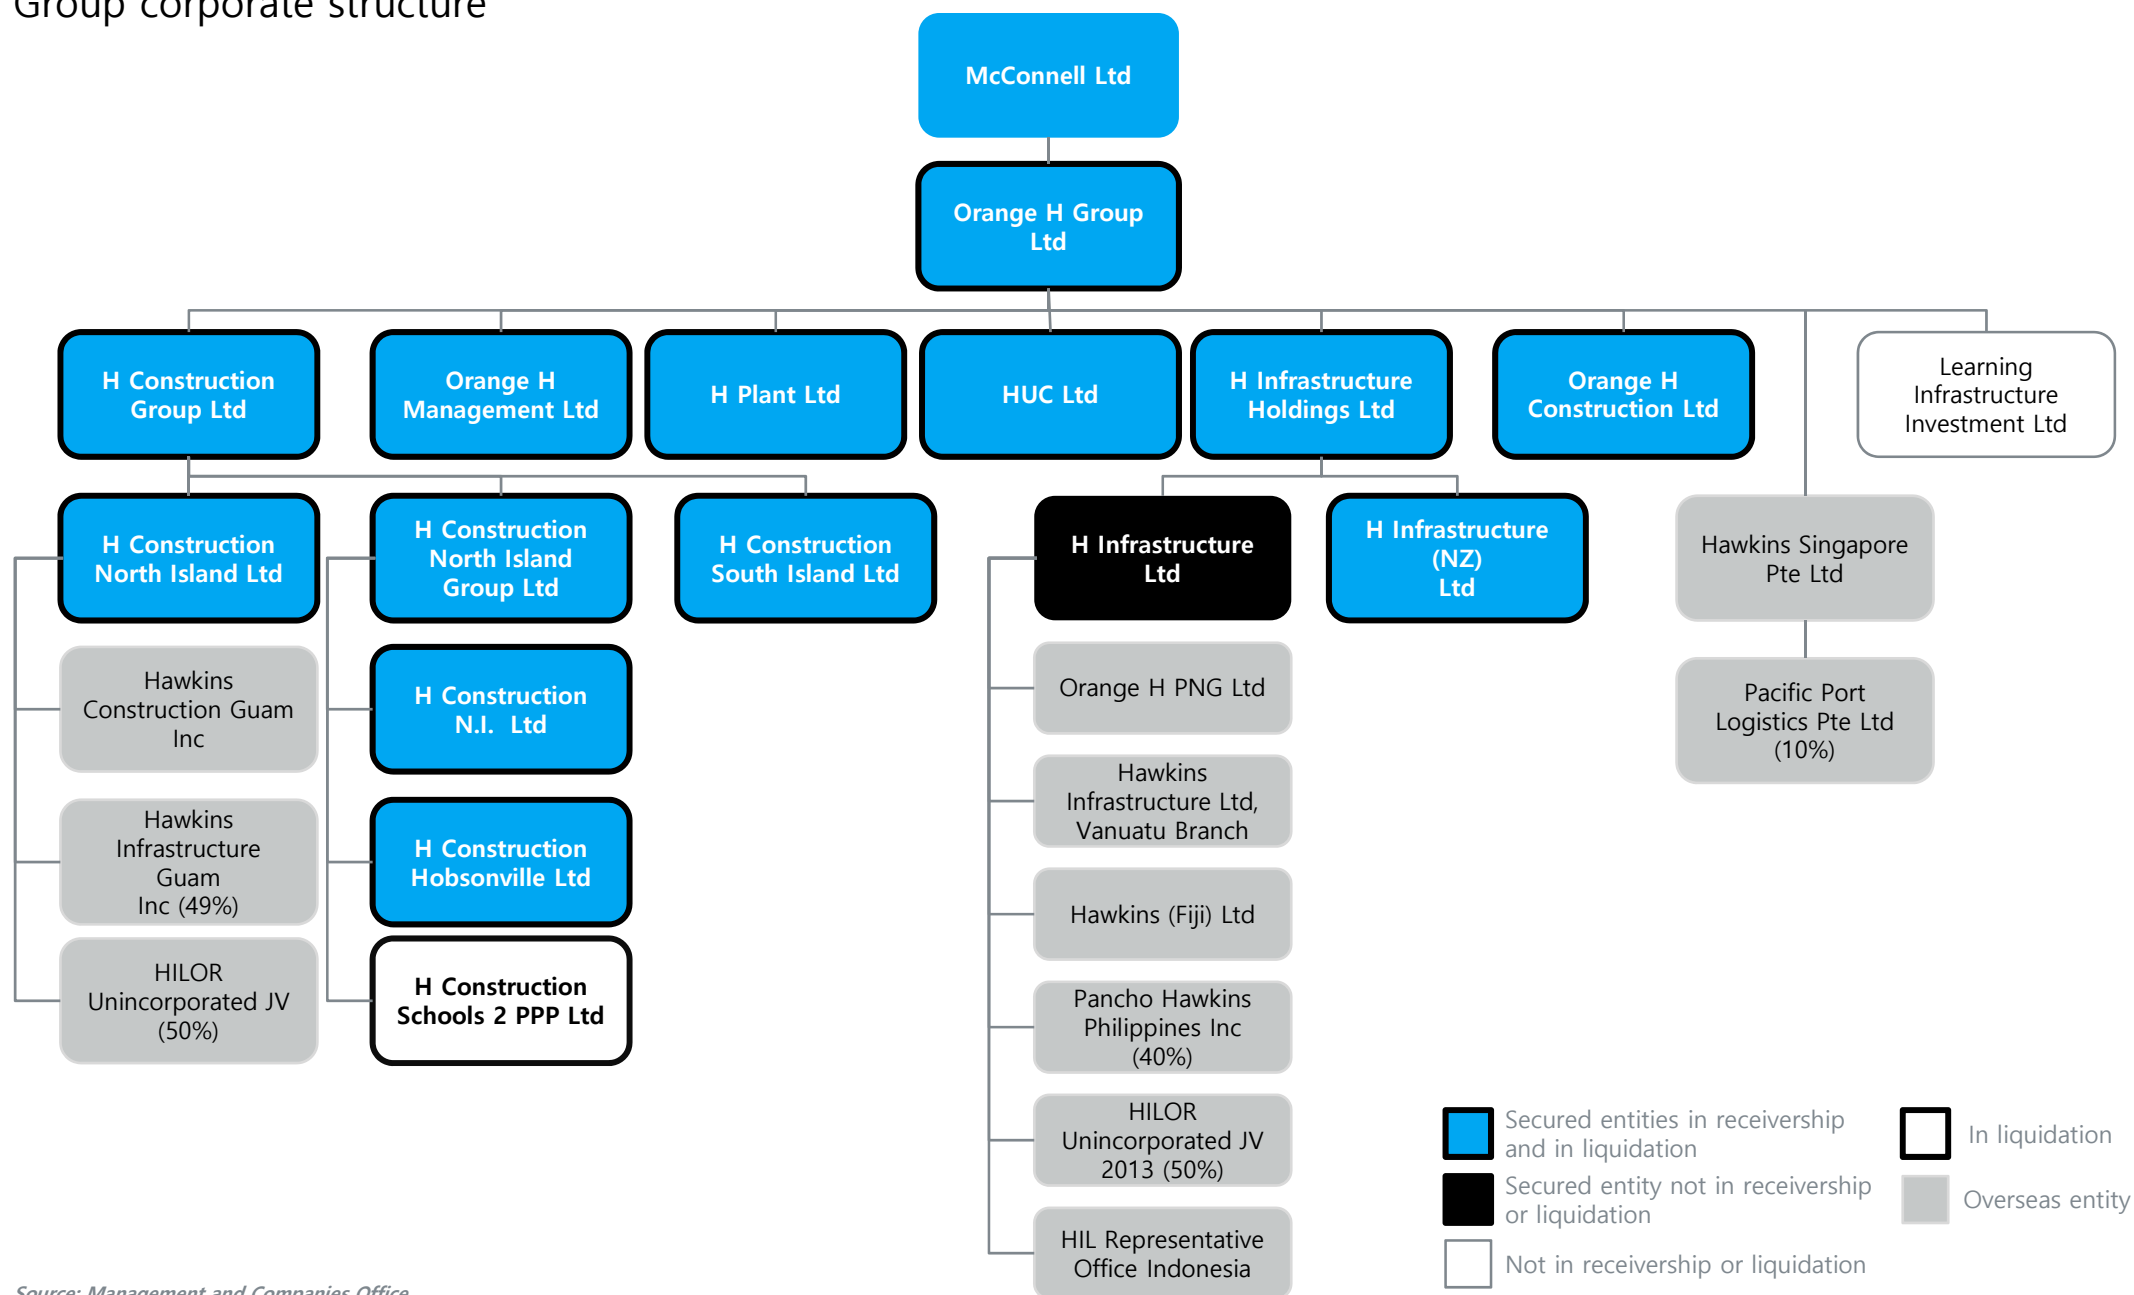 Group corporate structure
McConnell Ltd
Orange H Group
Ltd
H Construction
Group Ltd
Orange H
Management Ltd
H Plant Ltd
HUC Ltd
H Infrastructure
Holdings Ltd
Orange H
Construction Ltd
Learning
Infrastructure
Investment Ltd
H Construction
North Island Ltd
H Construction
North Island
Group Ltd
H Construction
South Island Ltd
H Infrastructure
Ltd
H Infrastructure
(NZ)
Ltd
Hawkins Singapore
Pte Ltd
Hawkins
Construction Guam
Inc
H Construction
N.I. Ltd
Orange H PNG Ltd
Pacific Port
Logistics Pte Ltd
(10%)
Hawkins
Infrastructure
Guam
Inc (49%)
H Construction
Hobsonville Ltd
Hawkins
Infrastructure Ltd,
Vanuatu Branch
Hawkins (Fiji) Ltd
HILOR
Unincorporated JV
(50%)
H Construction
Schools 2 PPP Ltd
Pancho Hawkins
Philippines Inc
(40%)
HILOR
Unincorporated JV
2013 (50%)
HIL Representative
Office Indonesia
Secured entities in receivership
and in liquidation
In liquidation
Secured entity not in receivership
or liquidation
Overseas entity
Not in receivership or liquidation
Source: Management and Companies Office